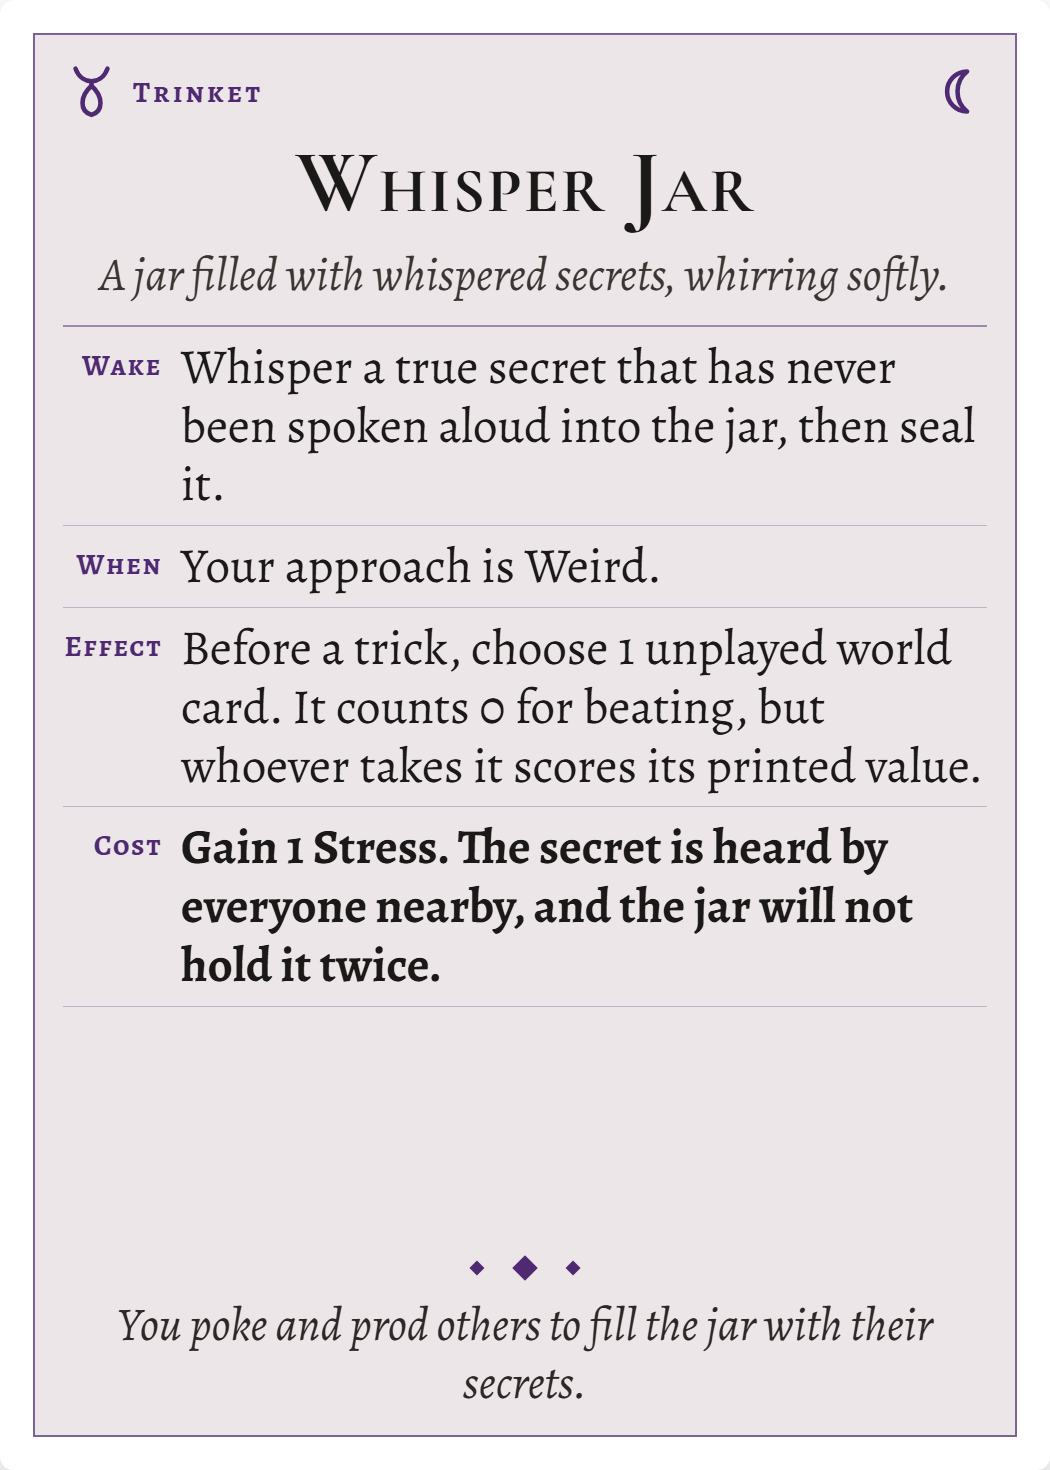 Trinket
Whisper Jar
A jar filled with whispered secrets, whirring softly.
Wake Whisper a true secret that has never
been spoken aloud into the jar, then seal
it.
When Your approach is Weird.
Effect Before a trick, choose 1 unplayed world
card. It counts 0 for beating, but
whoever takes it scores its printed value.
Cost Gain 1 Stress. The secret is heard by
everyone nearby, and the jar will not
hold it twice.
You poke and prod others to fill the jar with their
secrets.